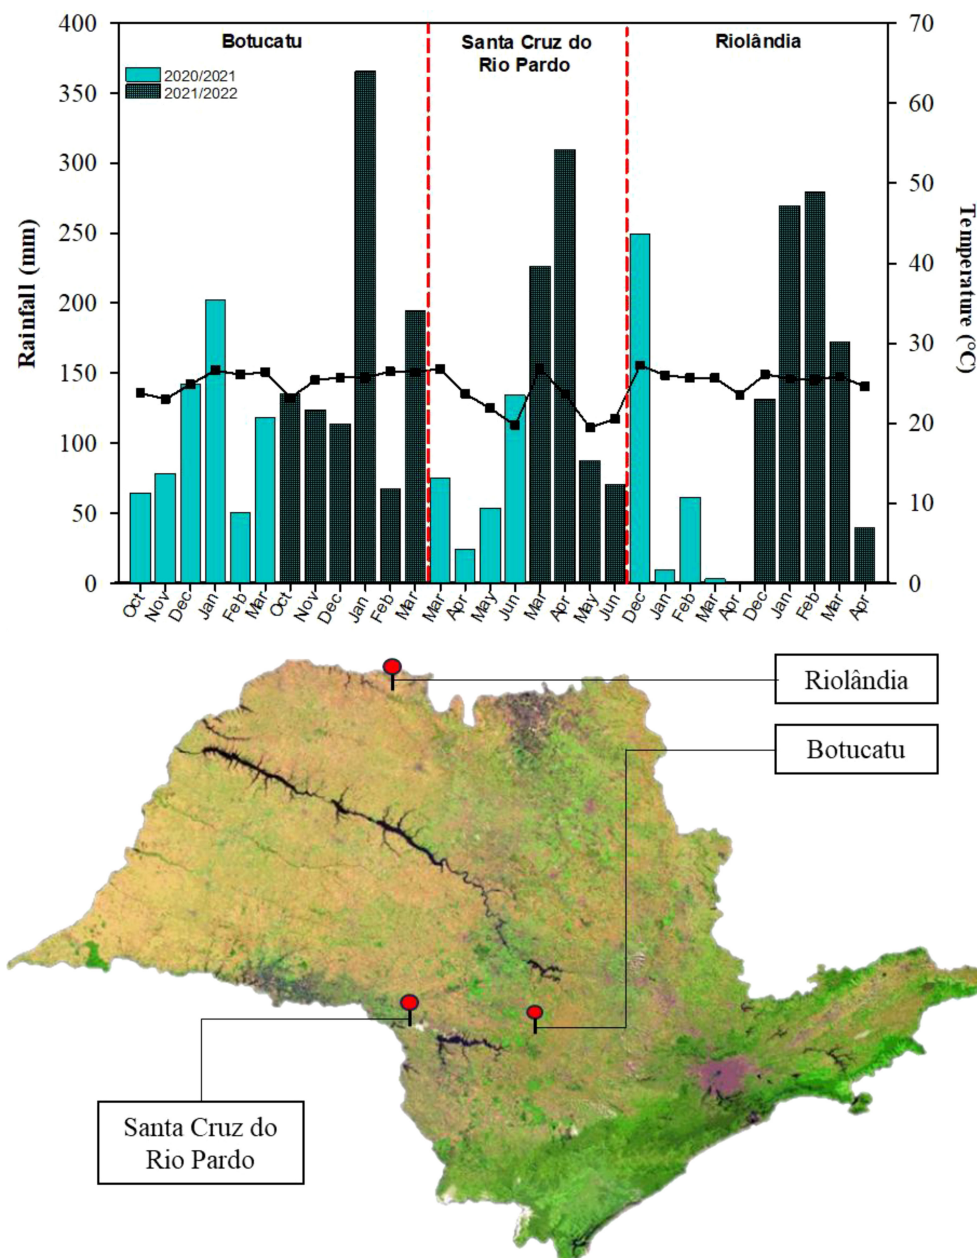 400
350
300
250
200
150
100
50
0
Rainfall (mm)
Botucatu
Santa Cruz do
Rio Pardo
Riolândia
2020/2021
2021/2022
70
60
50
40
30
20
10
0
Temperature (°C)
Oct
Nov
Dec
Jan
Feb
Mar
Oct
Nov
Dec
Jan
Feb
Mar
Mar
Apr
May
Jun
Mar
Apr
May
Jun
Dec
Jan
Feb
Mar
Apr
Dec
Jan
Feb
Mar
Apr
Riolândia
Botucatu
Santa Cruz do
Rio Pardo